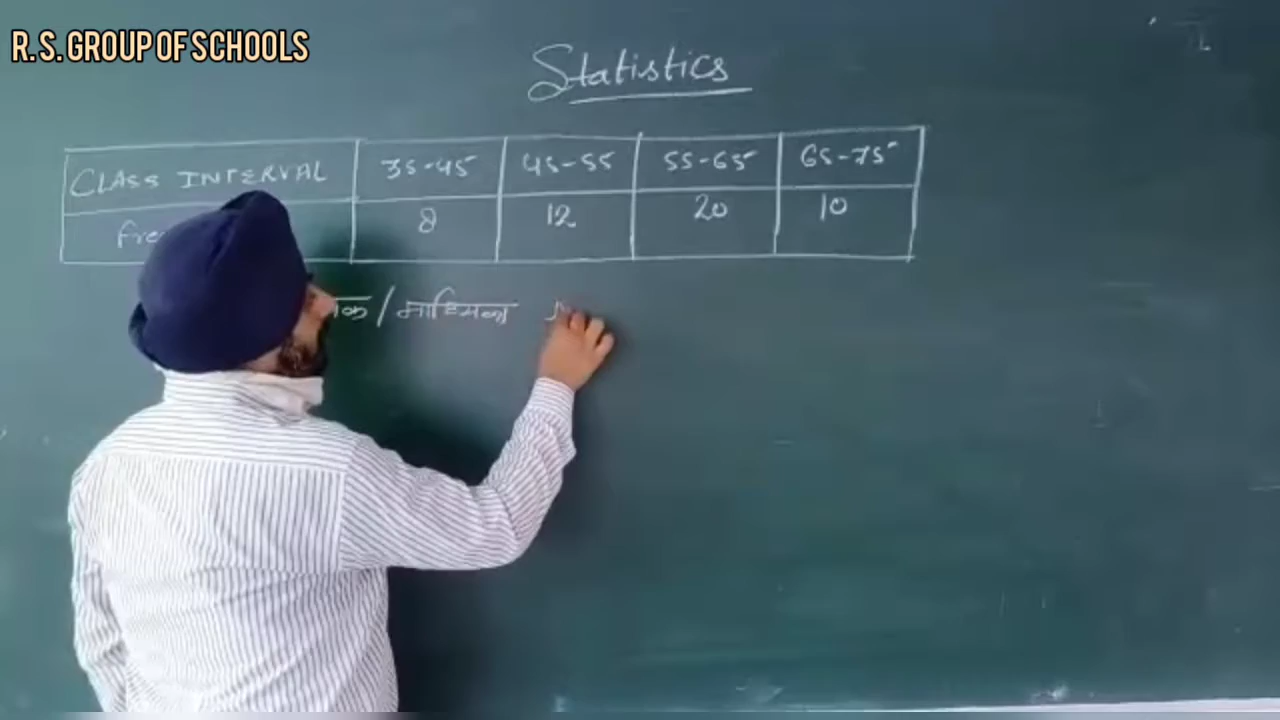 R. S. GROUP OF SCHOOLS
Statistics
CLASS INTERVAL 35-45 45-55 55-65 65-75
8 12 20 10
/ माध्यिका